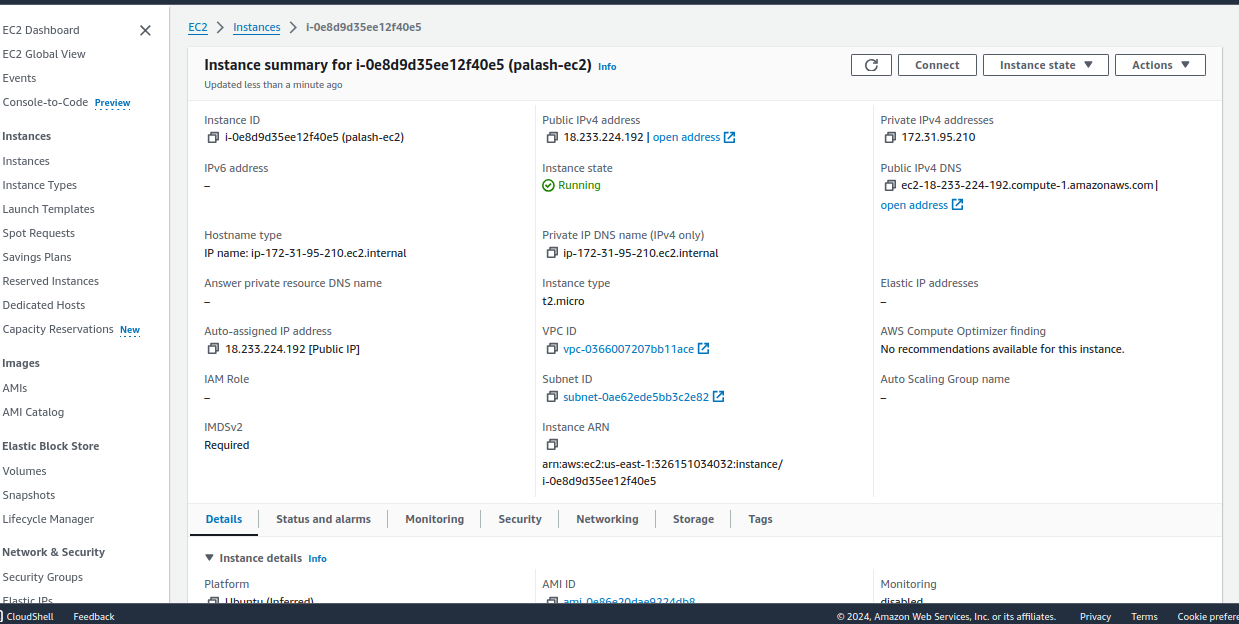 EC2 Dashboard
EC2 Global View
Events
Console-to-Code Preview
Instances
Instances
Instance Types
Launch Templates
Spot Requests
Savings Plans
Reserved Instances
Dedicated Hosts
Capacity Reservations New
Images
AMIs
AMI Catalog
Elastic Block Store
Volumes
Snapshots
Lifecycle Manager
Network & Security
Security Groups
Elastic IPs
EC2 > Instances > i-0e8d9d35ee12f40e5
Instance summary for i-0e8d9d35ee12f40e5 (palash-ec2) Info
Updated less than a minute ago
Connect
Instance state
Actions
Instance ID
i-0e8d9d35ee12f40e5 (palash-ec2)
Public IPv4 address
18.233.224.192 | open address
Private IPv4 addresses
172.31.95.210
IPv6 address
–
Instance state
Running
Public IPv4 DNS
ec2-18-233-224-192.compute-1.amazonaws.com |
open address
Hostname type
IP name: ip-172-31-95-210.ec2.internal
Private IP DNS name (IPv4 only)
ip-172-31-95-210.ec2.internal
Answer private resource DNS name
–
Instance type
t2.micro
Elastic IP addresses
–
Auto-assigned IP address
18.233.224.192 [Public IP]
VPC ID
vpc-0366007207bb11ace
AWS Compute Optimizer finding
No recommendations available for this instance.
IAM Role
–
Subnet ID
subnet-0ae62ede5bb3c2e82
Auto Scaling Group name
–
IMDSv2
Required
Instance ARN
arn:aws:ec2:us-east-1:326151034032:instance/
i-0e8d9d35ee12f40e5
Details
Status and alarms
Monitoring
Security
Networking
Storage
Tags
Instance details Info
Platform
Ubuntu (Inferred)
AMI ID
ami-0e86e20dae9224db8
Monitoring
disabled
CloudShell
Feedback
© 2024, Amazon Web Services, Inc. or its affiliates.
Privacy
Terms
Cookie prefere